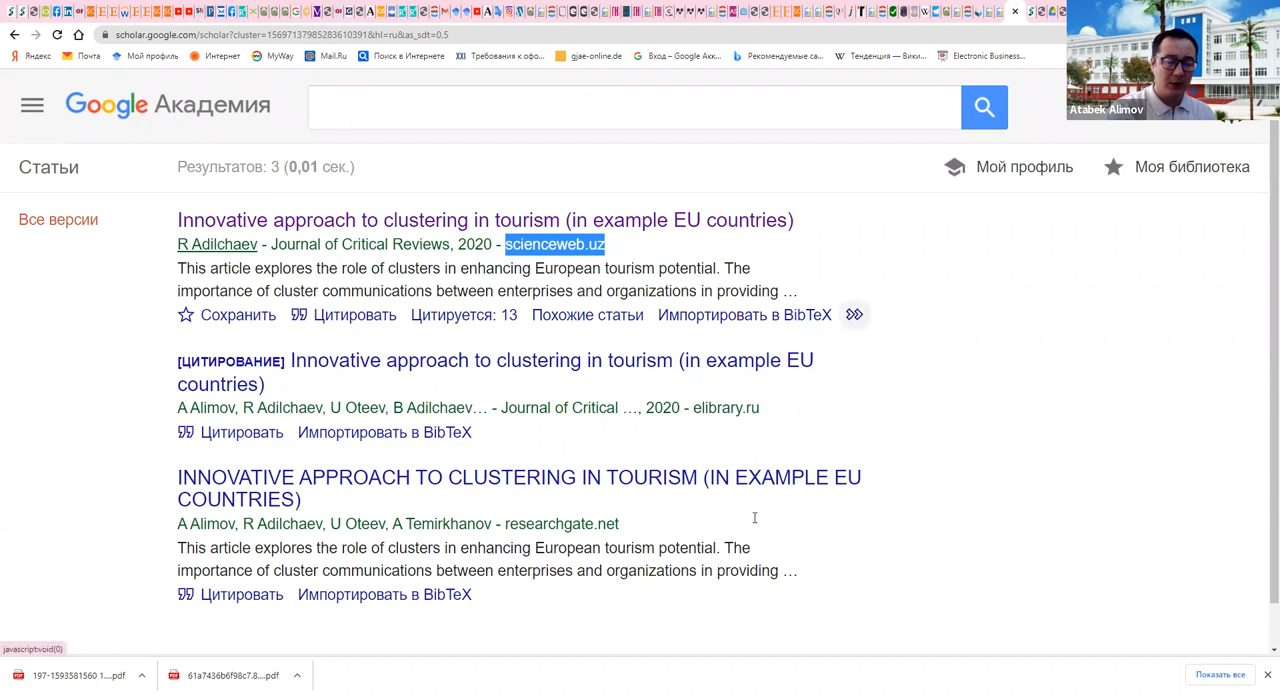 scholar.google.com/scholar?cluster=15697137985283610391&hl=ru&as_sdt=0,5
Яндекс
Почта
Мой профиль
Интернет
MyWay
Mail.Ru
Поиск в Интернете
Требования к офо...
gjae-online.de
Вход – Google Акк...
Рекомендуемые са...
Тенденция — Вики...
Electronic Business...
Atabek Alimov
Google Академия
Статьи
Результатов: 3 (0,01 сек.)
Мой профиль
Моя библиотека
Все версии
Innovative approach to clustering in tourism (in example EU countries)
R Adilchaev - Journal of Critical Reviews, 2020 - scienceweb.uz
This article explores the role of clusters in enhancing European tourism potential. The
importance of cluster communications between enterprises and organizations in providing …
Сохранить Цитировать Цитируется: 13 Похожие статьи Импортировать в BibTeX
[ЦИТИРОВАНИЕ] Innovative approach to clustering in tourism (in example EU
countries)
A Alimov, R Adilchaev, U Oteev, B Adilchaev… - Journal of Critical …, 2020 - elibrary.ru
Цитировать Импортировать в BibTeX
INNOVATIVE APPROACH TO CLUSTERING IN TOURISM (IN EXAMPLE EU
COUNTRIES)
A Alimov, R Adilchaev, U Oteev, A Temirkhanov - researchgate.net
This article explores the role of clusters in enhancing European tourism potential. The
importance of cluster communications between enterprises and organizations in providing …
Цитировать Импортировать в BibTeX
javascript:void(0)
197-1593581560 1....pdf
61a7436b6f98c7.8....pdf
Показать все